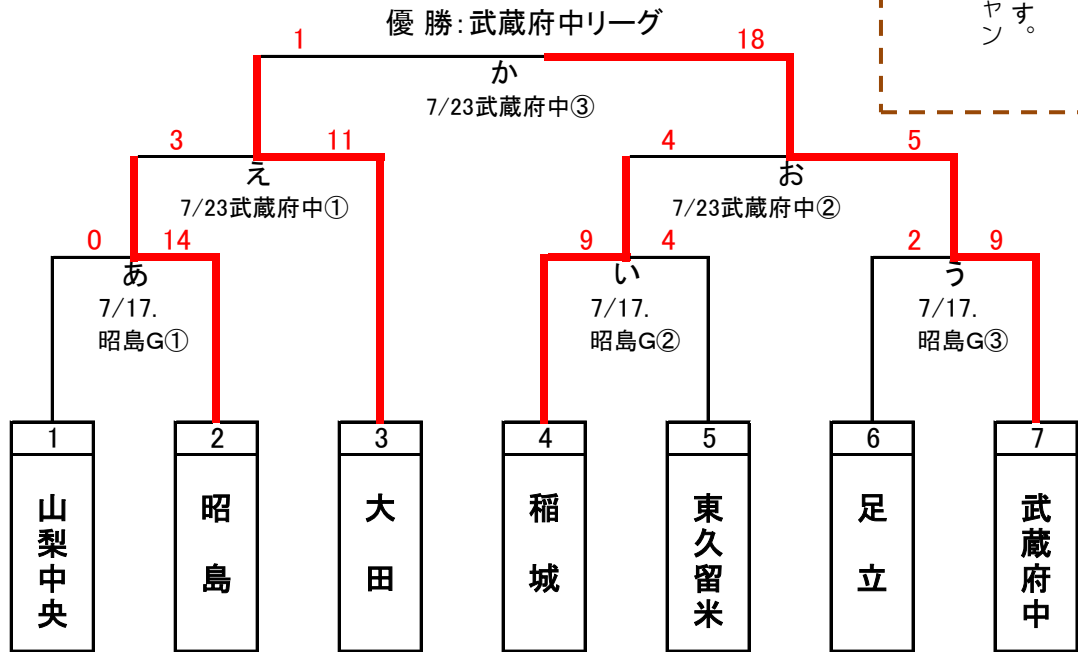 優 勝：武蔵府中リーグ
す。
ャン
1
18
か
7/23武蔵府中③
3
11
え
7/23武蔵府中①
4
5
お
7/23武蔵府中②
0
14
あ
7/17.
昭島G①
9
4
い
7/17.
昭島G②
2
9
う
7/17.
昭島G③
1
2
3
4
5
6
7
山梨中央
昭島
大田
稲城
東久留米
足立
武蔵府中